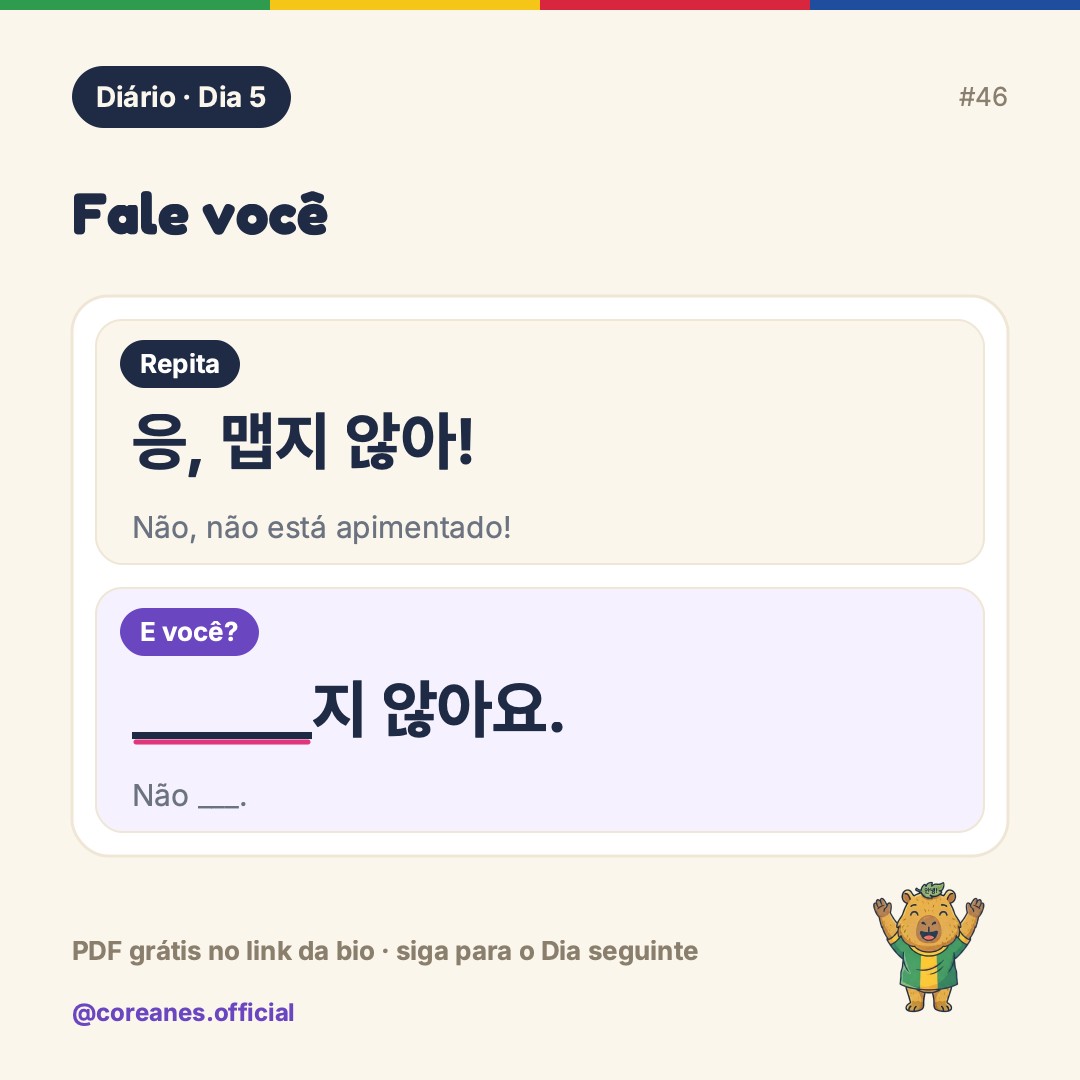 Diário · Dia 5
#46
Fale você
Repita
응, 맵지 않아!
Não, não está apimentado!
E você?
______지 않아요.
Não ___.
PDF grátis no link da bio · siga para o Dia seguinte
@coreanes.official